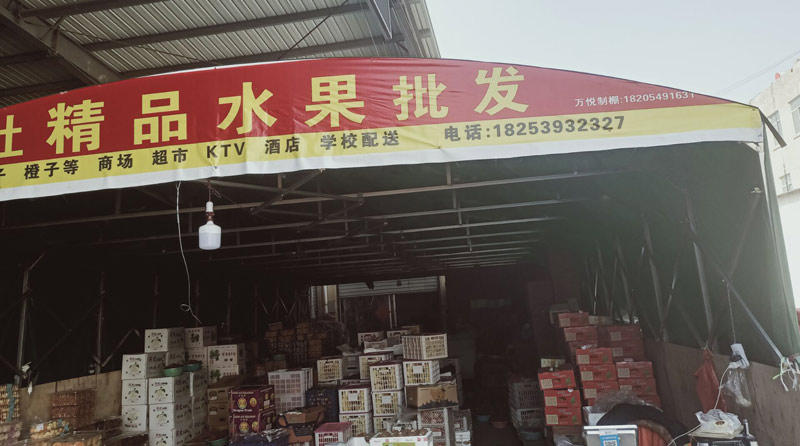 精品水果批发
万悦制棚:18205491631
橙子等 商场 超市 KTV 酒店 学校配送 电话:18253932327